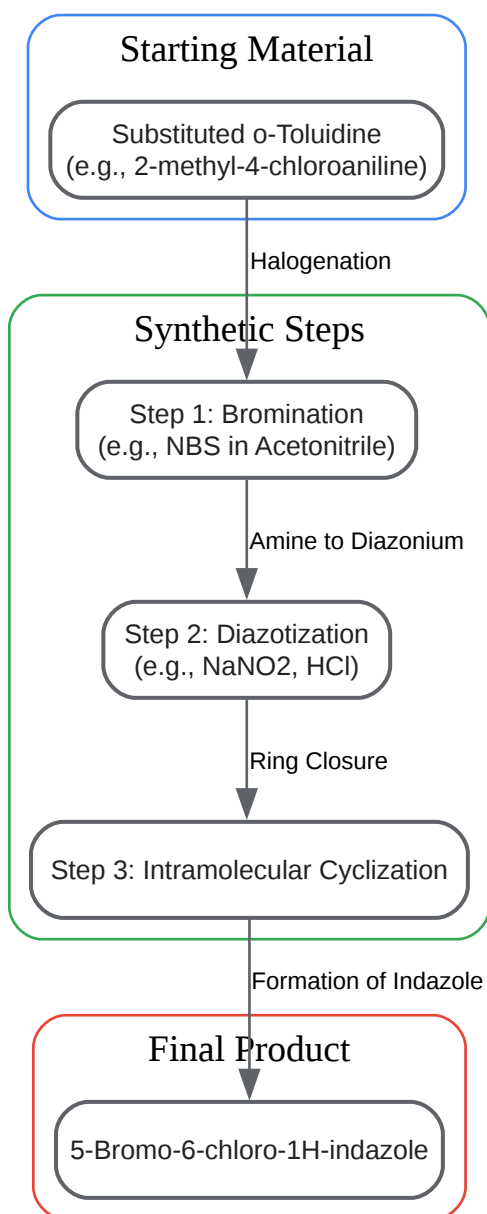 Starting Material
Substituted o-Toluidine
(e.g., 2-methyl-4-chloroaniline)
Halogenation
Synthetic Steps
Step 1: Bromination
(e.g., NBS in Acetonitrile)
Amine to Diazonium
Step 2: Diazotization
(e.g., NaNO2, HCl)
Ring Closure
Step 3: Intramolecular Cyclization
Formation of Indazole
Final Product
5-Bromo-6-chloro-1H-indazole